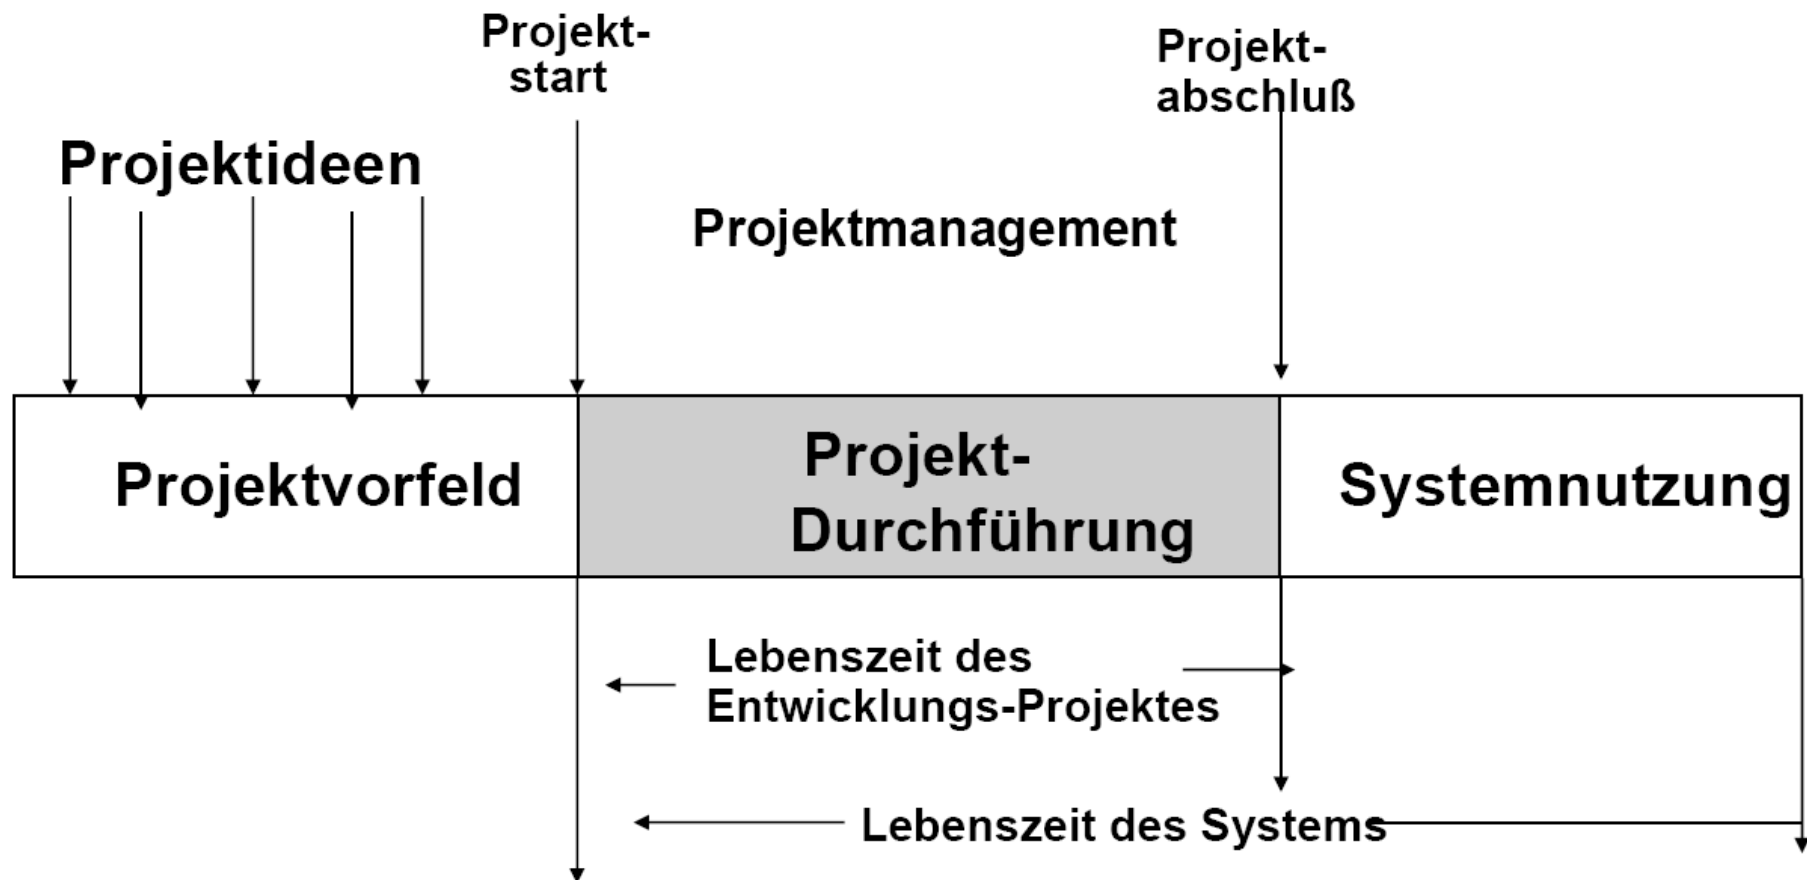 Projekt-
start
Projekt-
abschluß
Projektideen
Projektmanagement
Projektvorfeld
Projekt-
Durchführung
Systemnutzung
Lebenszeit des
Entwicklungs-Projektes
Lebenszeit des Systems